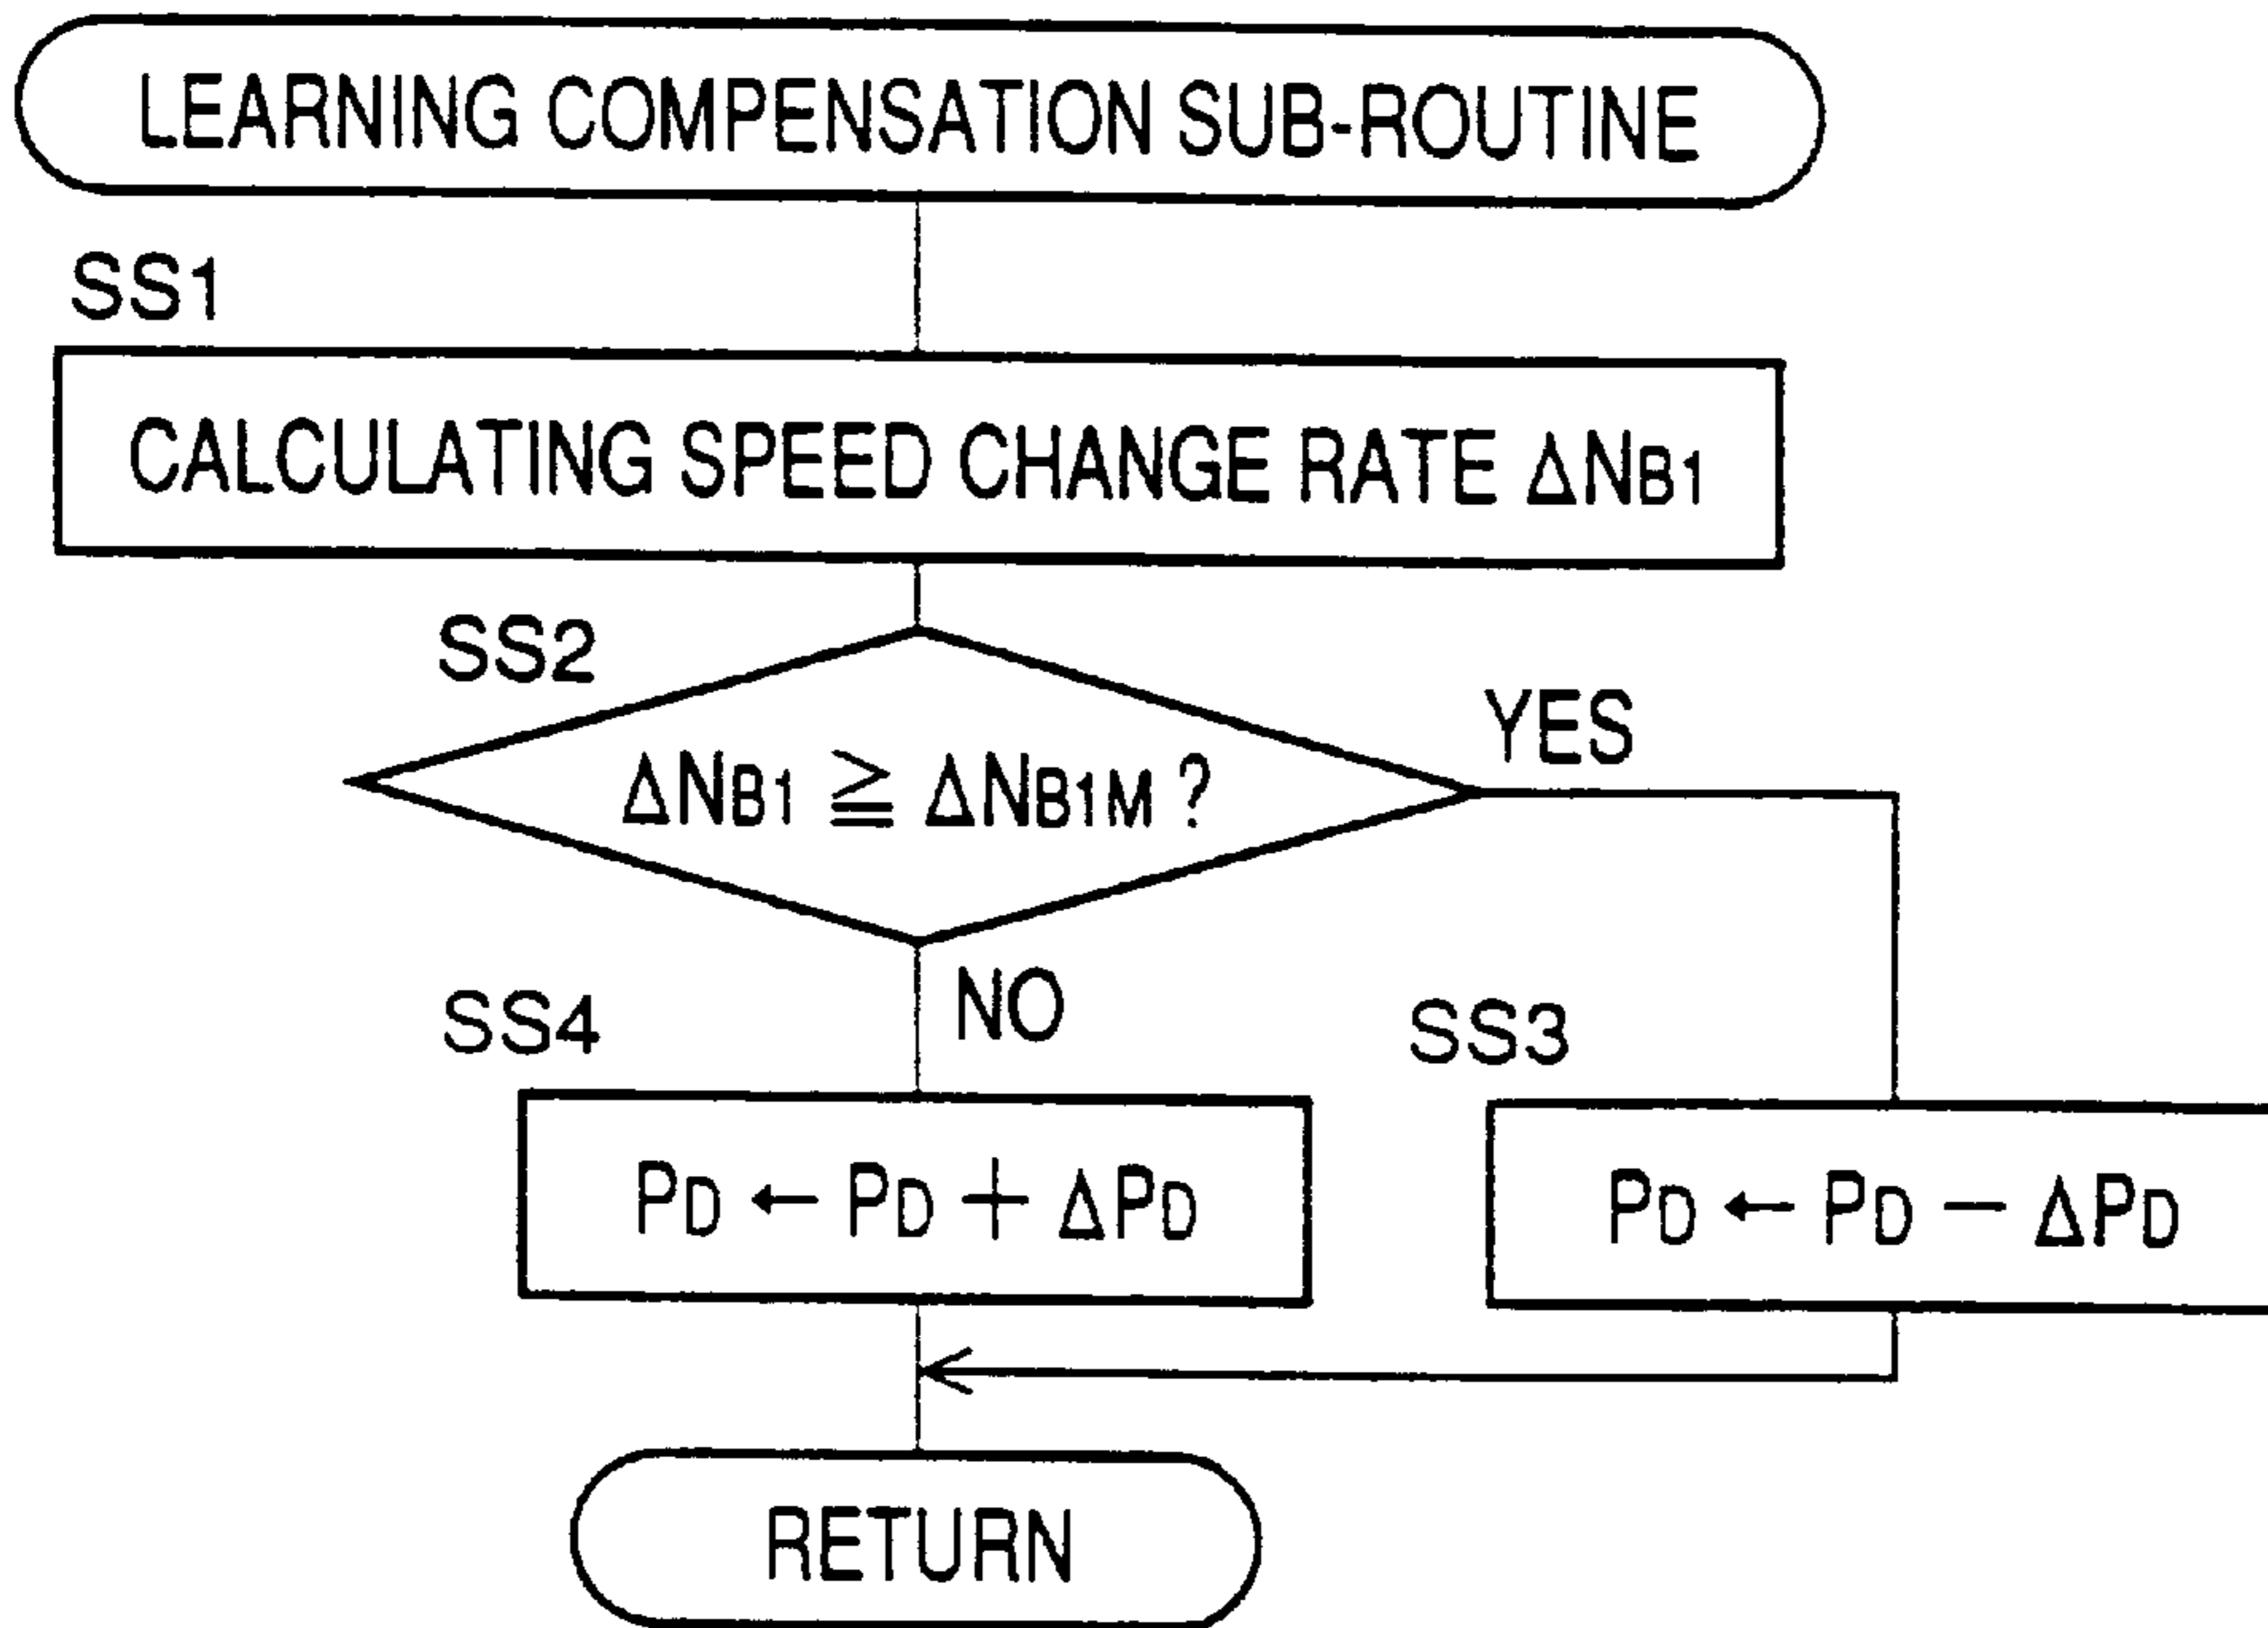 LEARNING COMPENSATION SUB-ROUTINE
SS1
CALCULATING SPEED CHANGE RATE ΔNB1
SS2
YES
ΔNB1 ≧ ΔNB1M ?
NO
SS4
SS3
PD ← PD + ΔPD
PD ← PD − ΔPD
RETURN